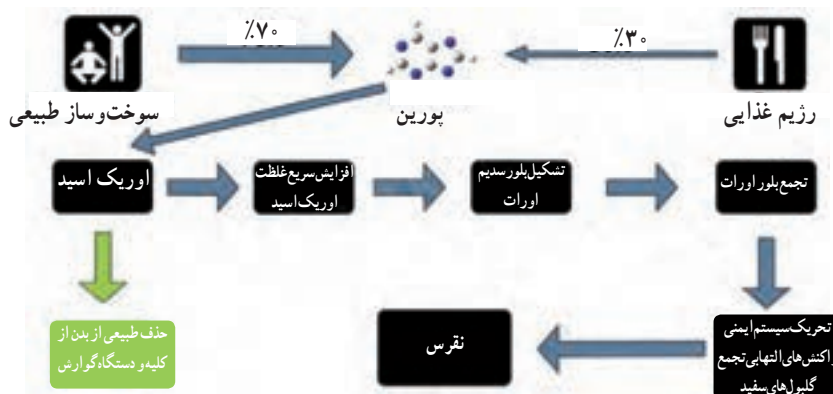 ٪۷۰
٪۳۰
سوخت‌وساز طبیعی
پورین
رژیم غذایی
اوریک اسید
افزایش سریع غلظت
اوریک اسید
تشکیل بلور سدیم
اورات
تجمع بلور اورات
حذف طبیعی از بدن از
کلیه و دستگاه گوارش
نقرس
تحریک سیستم ایمنی
واکنش‌های التهابی تجمع
گلبول‌های سفید